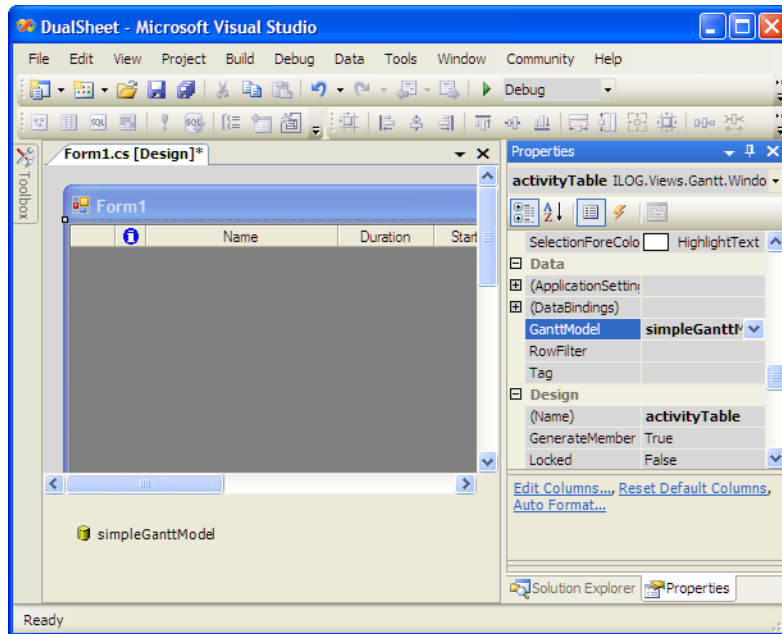 DualSheet - Microsoft Visual Studio
File Edit View Project Build Debug Data Tools Window Community Help
Debug
SQL SQL
Toolbox
Form1.cs [Design]*
Form1
Name Duration Start
simpleGanttModel
Properties
activityTable ILOG.Views.Gantt.Windo
SelectionForeColo HighlightText
Data
(ApplicationSetting
(DataBindings)
GanttModel simpleGanttM
RowFilter
Tag
Design
(Name) activityTable
GenerateMember True
Locked False
Edit Columns..., Reset Default Columns,
Auto Format...
Solution Explorer Properties
Ready